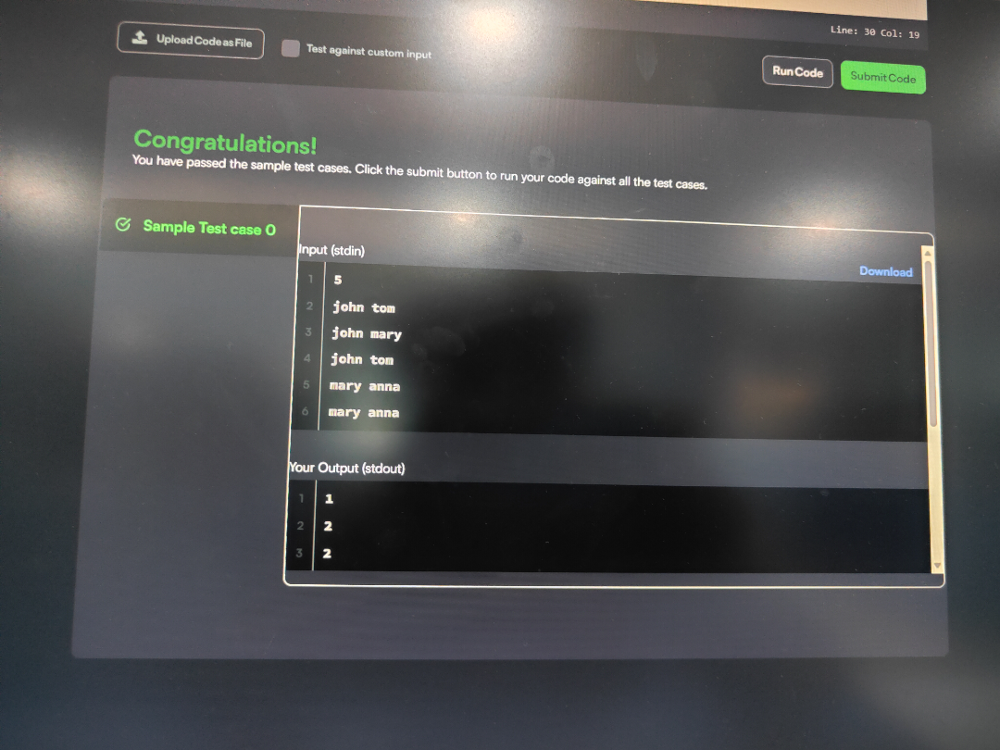 Line: 30 Col: 19
Upload Code as File
Test against custom input
Run Code
Submit Code
Congratulations!
You have passed the sample test cases. Click the submit button to run your code against all the test cases.
Sample Test case 0
Input (stdin)
Download
1 5
2 john tom
3 john mary
4 john tom
5 mary anna
6 mary anna
Your Output (stdout)
1 1
2 2
3 2